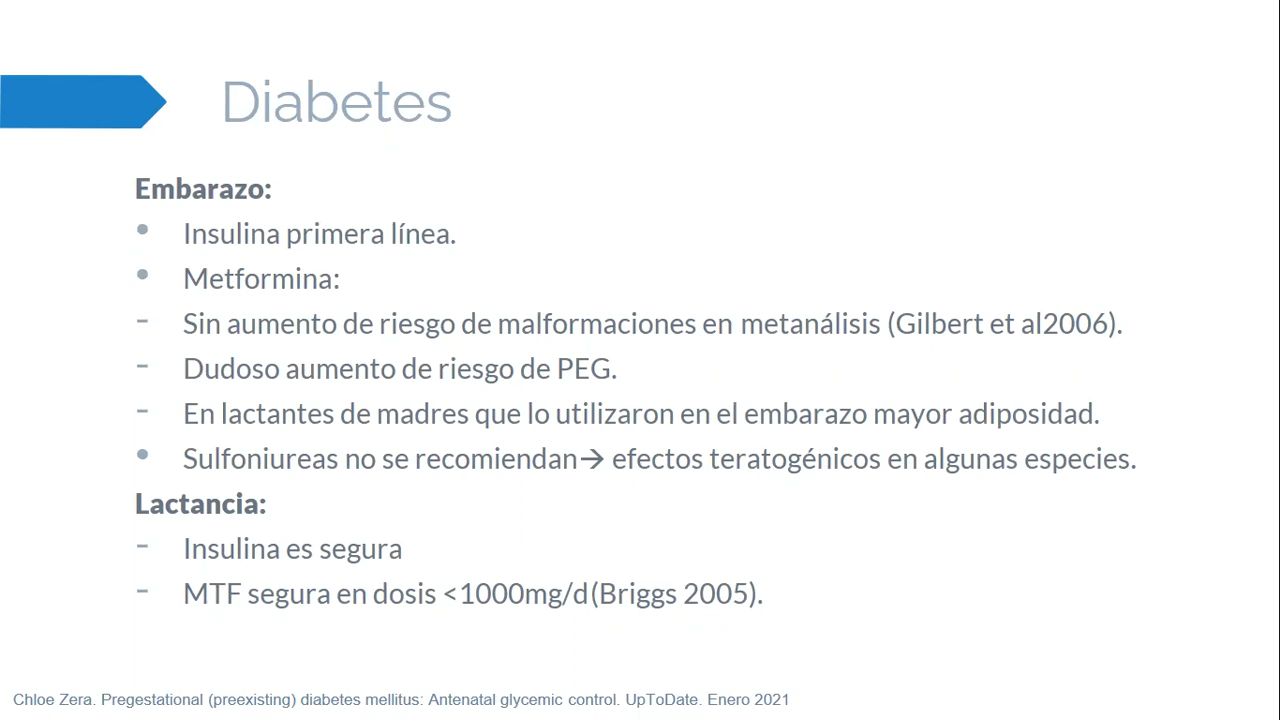 Diabetes
Embarazo:
• Insulina primera línea.
• Metformina:
- Sin aumento de riesgo de malformaciones en metanálisis (Gilbert et al2006).
- Dudoso aumento de riesgo de PEG.
- En lactantes de madres que lo utilizaron en el embarazo mayor adiposidad.
• Sulfoniureas no se recomiendan→ efectos teratogénicos en algunas especies.
Lactancia:
- Insulina es segura
- MTF segura en dosis <1000mg/d(Briggs 2005).
Chloe Zera. Pregestational (preexisting) diabetes mellitus: Antenatal glycemic control. UpToDate. Enero 2021